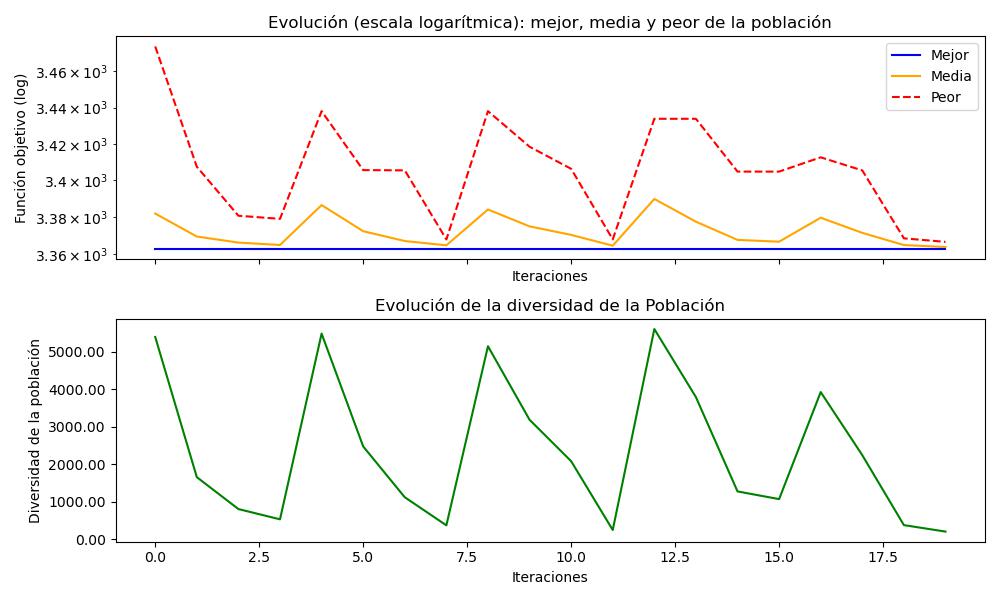 Evolución (escala logarítmica): mejor, media y peor de la población
Función objetivo (log)
3.46 × 10³
3.44 × 10³
3.42 × 10³
3.4 × 10³
3.38 × 10³
3.36 × 10³
Mejor
Media
Peor
Iteraciones
Evolución de la diversidad de la Población
Diversidad de la población
5000.00
4000.00
3000.00
2000.00
1000.00
0.00
0.0 2.5 5.0 7.5 10.0 12.5 15.0 17.5
Iteraciones